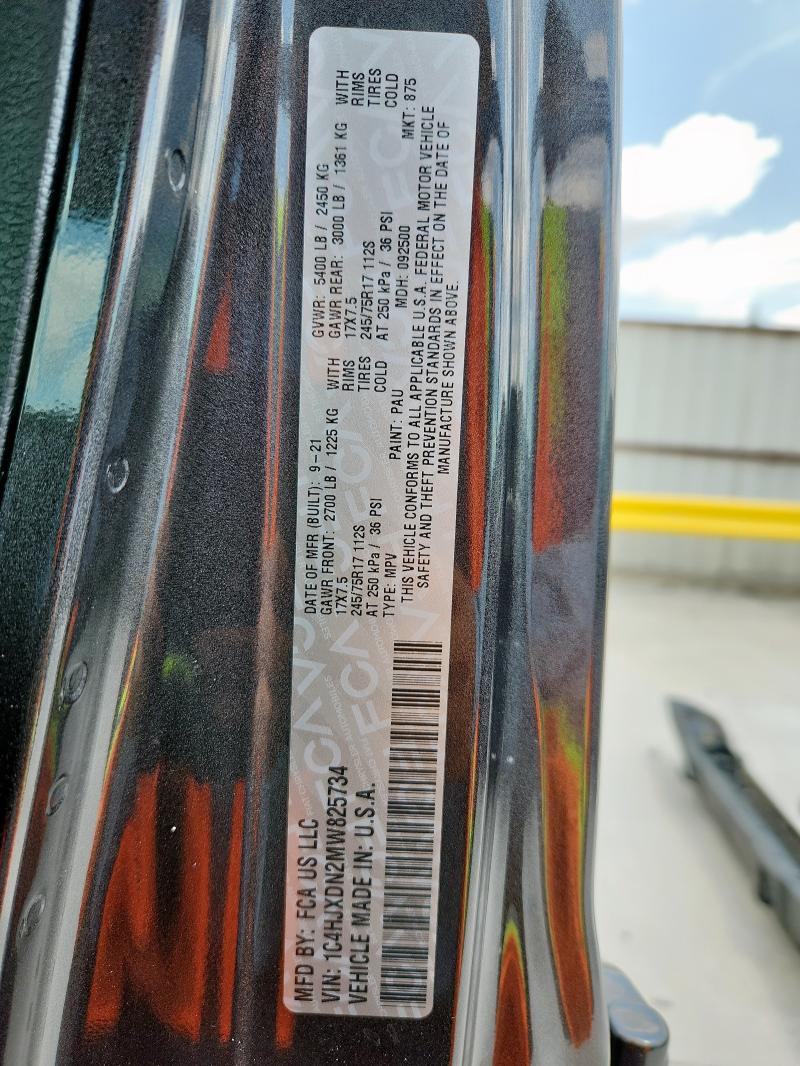 MFD BY: FCA US LLC
VIN: 1C4HJXDN2MW825734
VEHICLE MADE IN: U.S.A.
DATE OF MFR (BUILT): 9-21 GVWR: 5400 LB / 2450 KG
GAWR FRONT: 2700 LB / 1225 KG WITH GAWR REAR: 3000 LB / 1361 KG WITH
17X7.5 RIMS 17X7.5 RIMS
245/75R17 112S TIRES 245/75R17 112S TIRES
AT 250 kPa / 36 PSI COLD AT 250 kPa / 36 PSI COLD
TYPE: MPV PAINT: PAU MDH: 092500 MKT: 875
THIS VEHICLE CONFORMS TO ALL APPLICABLE U.S.A. FEDERAL MOTOR VEHICLE
SAFETY AND THEFT PREVENTION STANDARDS IN EFFECT ON THE DATE OF
MANUFACTURE SHOWN ABOVE.